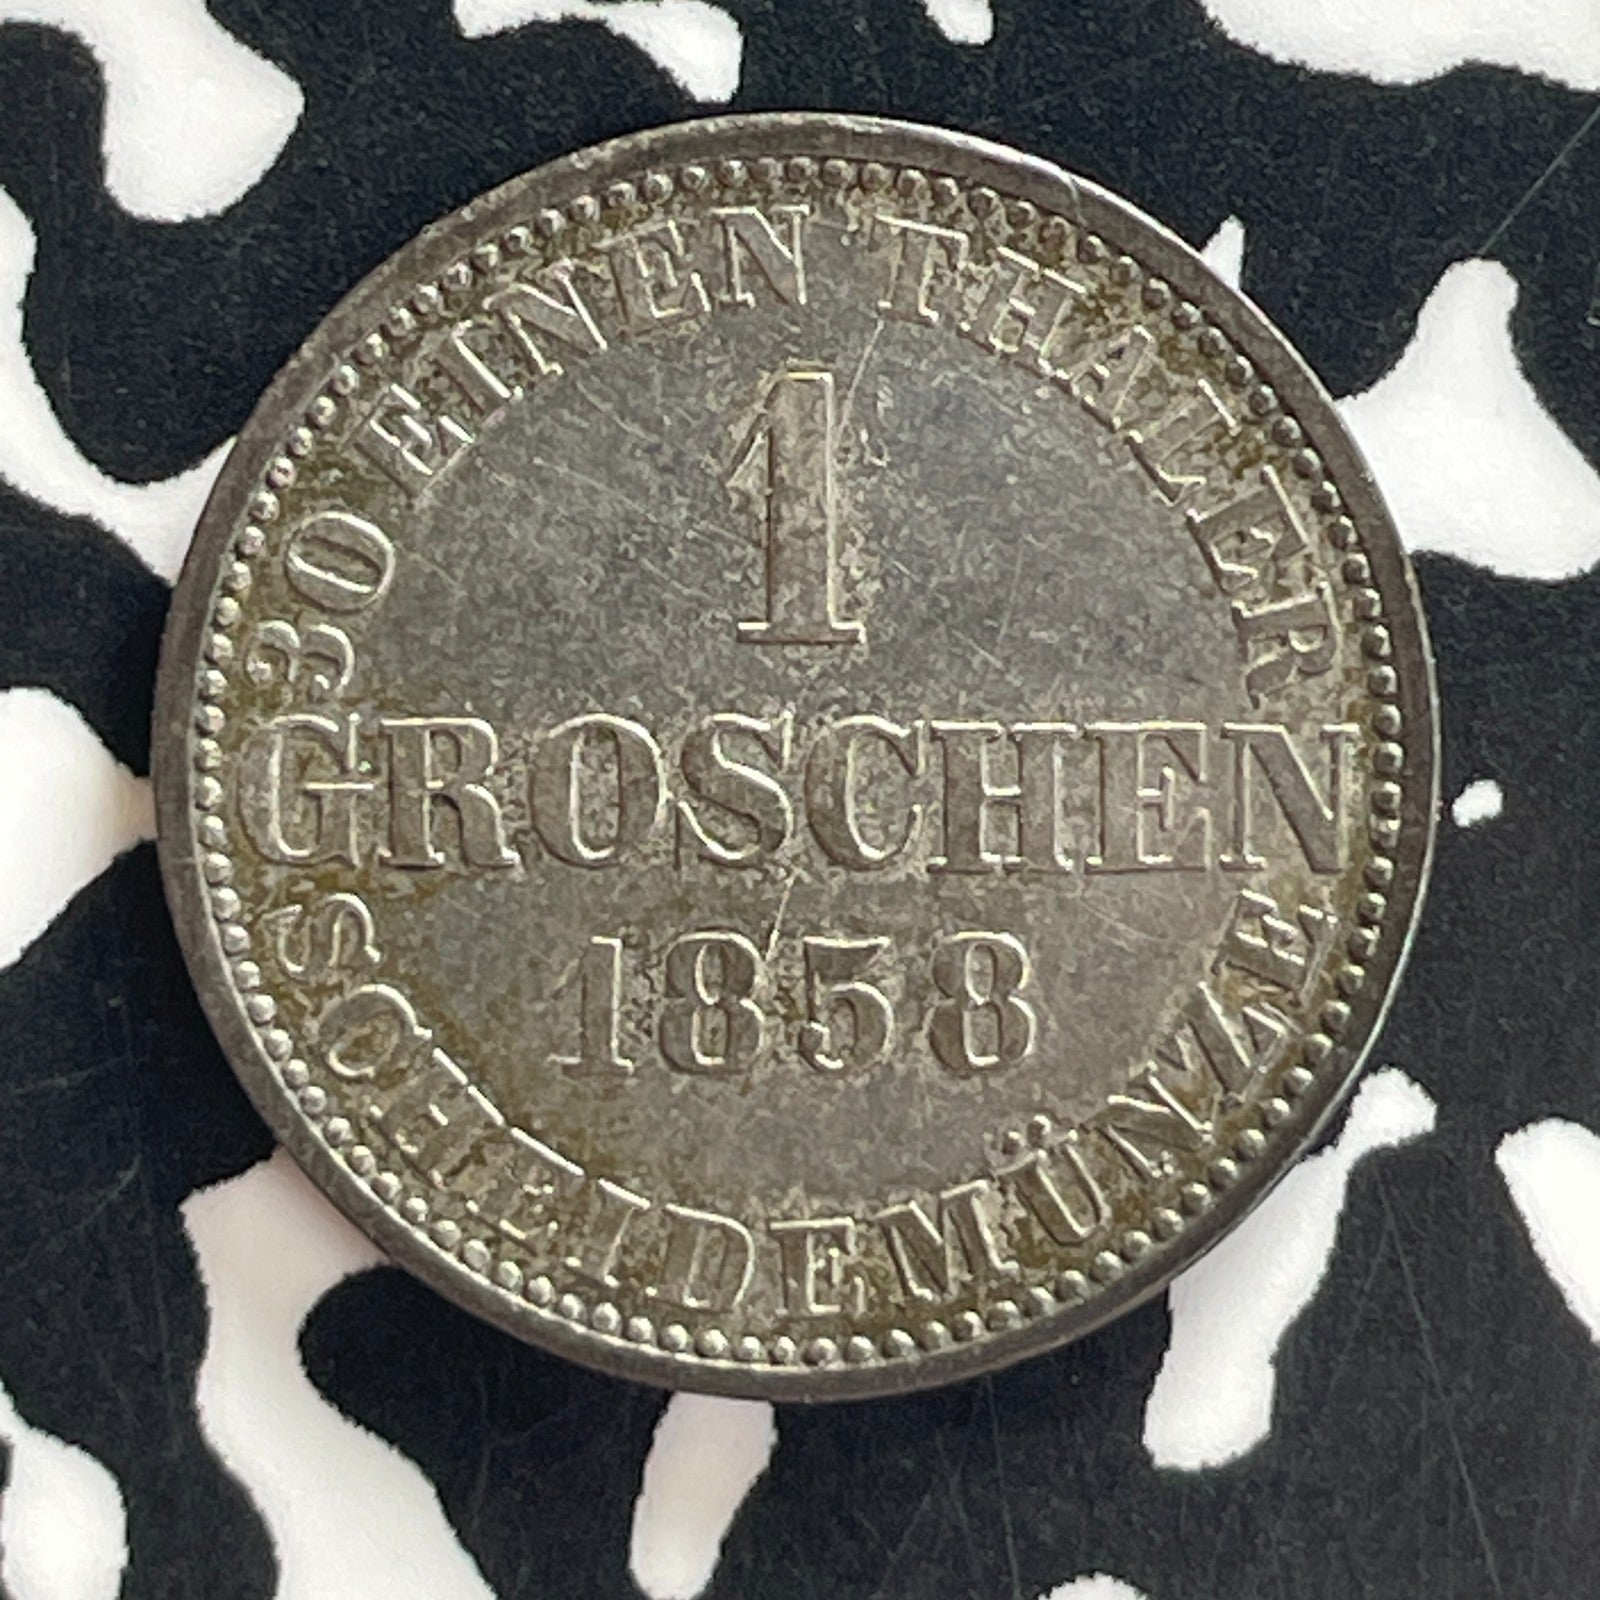 30 EINEN THALER
1
GROSCHEN
1858
SCHEIDEMÜNZE